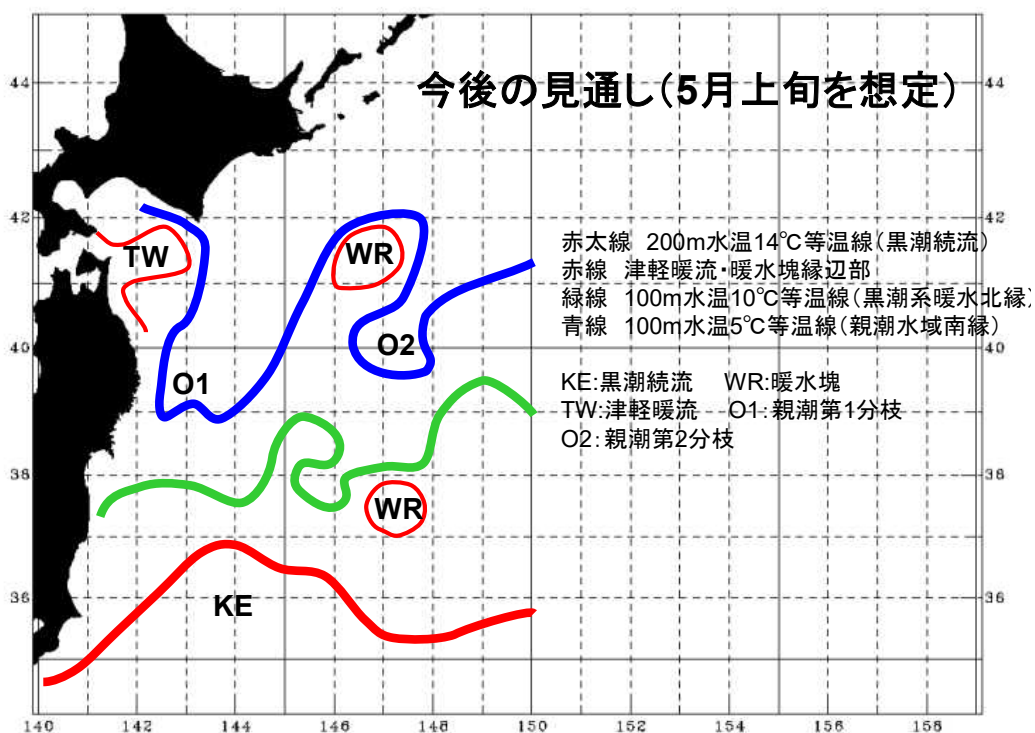 今後の見通し(5月上旬を想定)
44
44
42
42
TW
WR
赤太線 200m水温14℃等温線(黒潮続流)
赤線 津軽暖流・暖水塊縁辺部
緑線 100m水温10℃等温線(黒潮系暖水北縁)
青線 100m水温5℃等温線(親潮水域南縁)
40
40
O2
O1
KE:黒潮続流 WR:暖水塊
TW:津軽暖流 O1:親潮第1分枝
O2:親潮第2分枝
38
38
WR
36
36
KE
140 142 144 146 148 150 152 154 156 158